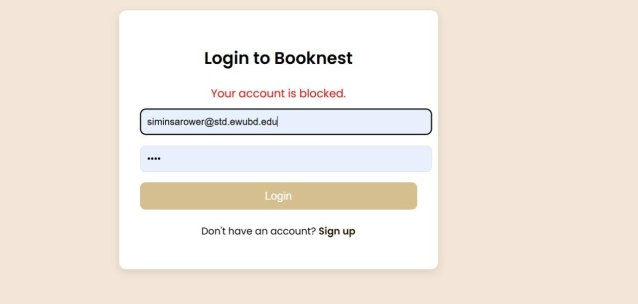 Login to Booknest
Your account is blocked.
siminsarower@std.ewubd.edu
••••
Login
Don't have an account? Sign up